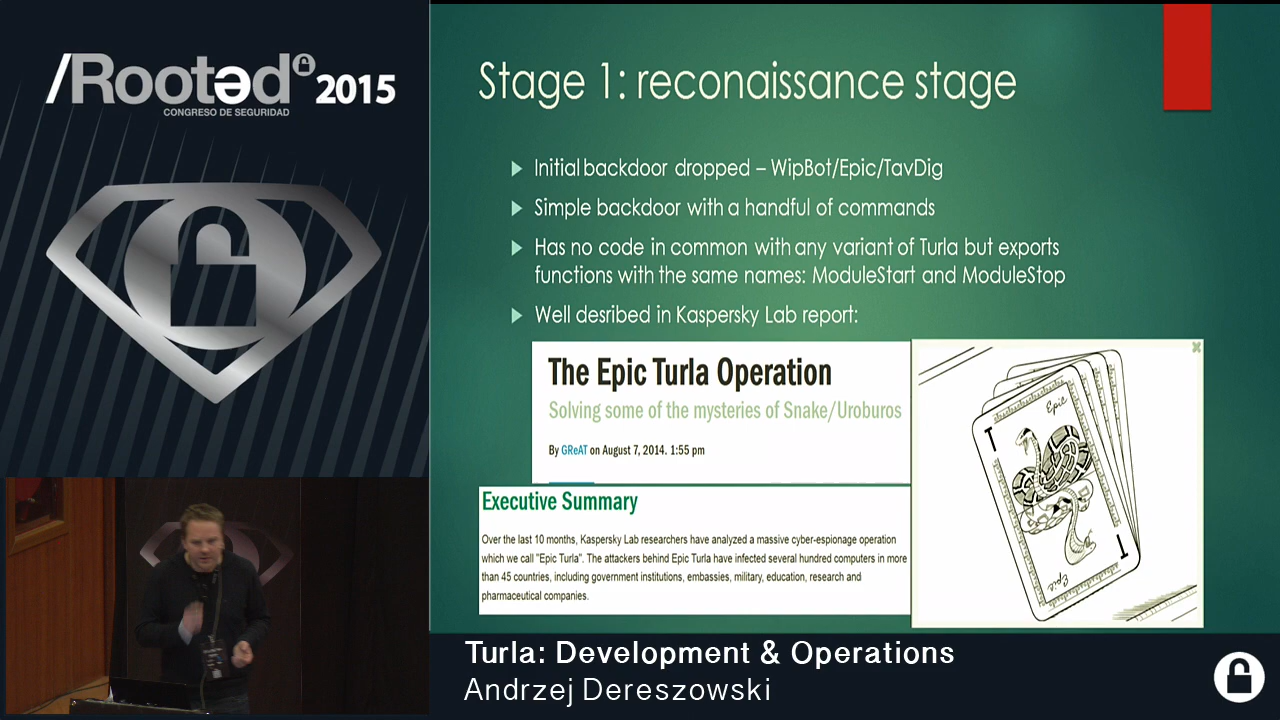 /Rooted 2015
CONGRESO DE SEGURIDAD
Stage 1: reconaissance stage
Initial backdoor dropped – WipBot/Epic/TavDig
Simple backdoor with a handful of commands
Has no code in common with any variant of Turla but exports
functions with the same names: ModuleStart and ModuleStop
Well desribed in Kaspersky Lab report:
The Epic Turla Operation
Solving some of the mysteries of Snake/Uroburos
By GReAT on August 7, 2014. 1:55 pm
Executive Summary
Over the last 10 months, Kaspersky Lab researchers have analyzed a massive cyber-espionage operation
which we call "Epic Turla". The attackers behind Epic Turla have infected several hundred computers in more
than 45 countries, including government institutions, embassies, military, education, research and
pharmaceutical companies.
Epic
T
T
Epic
Turla: Development & Operations
Andrzej Dereszowski